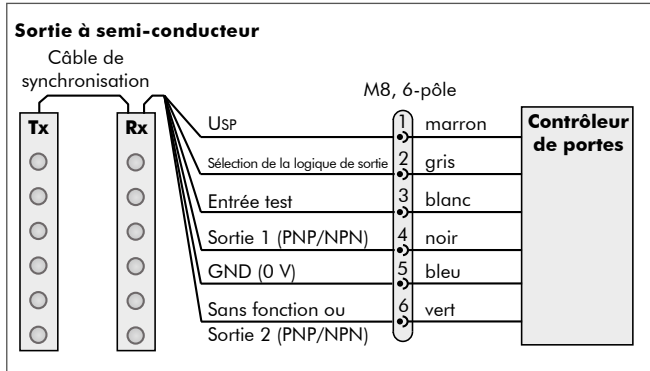 Sortie à semi-conducteur
Câble de
synchronisation
M8, 6-pôle
Tx
Rx
USP
1
marron
Contrôleur
de portes
Sélection de la logique de sortie
2
gris
Entrée test
3
blanc
Sortie 1 (PNP/NPN)
4
noir
GND (0 V)
5
bleu
Sans fonction ou
6
vert
Sortie 2 (PNP/NPN)